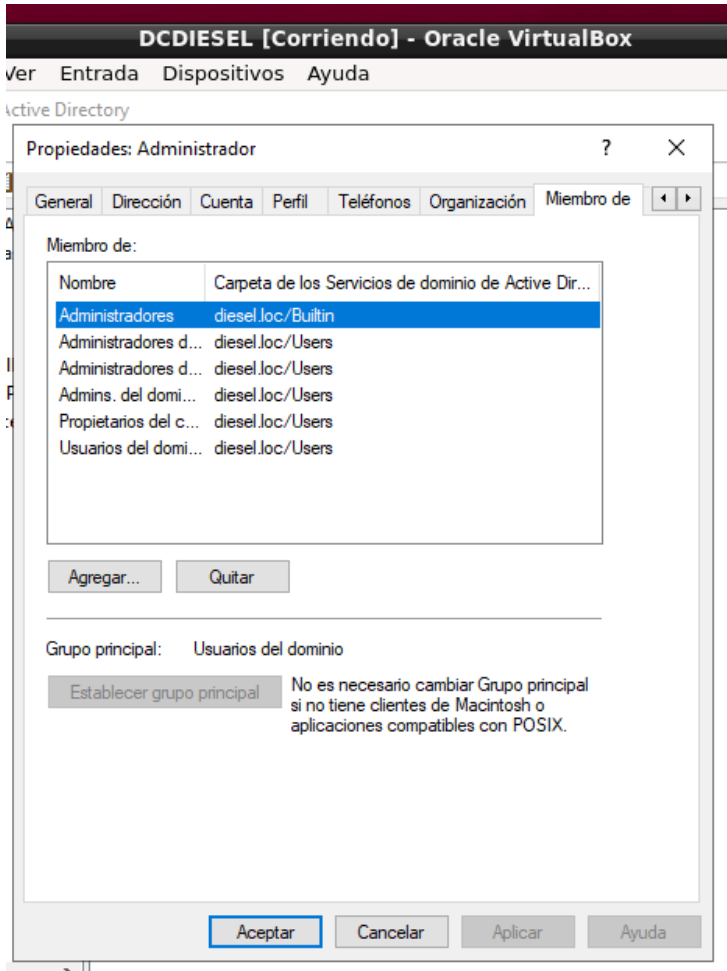 DCDIESEL [Corriendo] - Oracle VirtualBox
Ver Entrada Dispositivos Ayuda
Active Directory
Propiedades: Administrador ? ×
General Dirección Cuenta Perfil Teléfonos Organización Miembro de
Miembro de:
Nombre Carpeta de los Servicios de dominio de Active Dir...
Administradores diesel.loc/Builtin
Administradores d... diesel.loc/Users
Administradores d... diesel.loc/Users
Admins. del domi... diesel.loc/Users
Propietarios del c... diesel.loc/Users
Usuarios del domi... diesel.loc/Users
Agregar... Quitar
Grupo principal: Usuarios del dominio
Establecer grupo principal
No es necesario cambiar Grupo principal
si no tiene clientes de Macintosh o
aplicaciones compatibles con POSIX.
Aceptar Cancelar Aplicar Ayuda